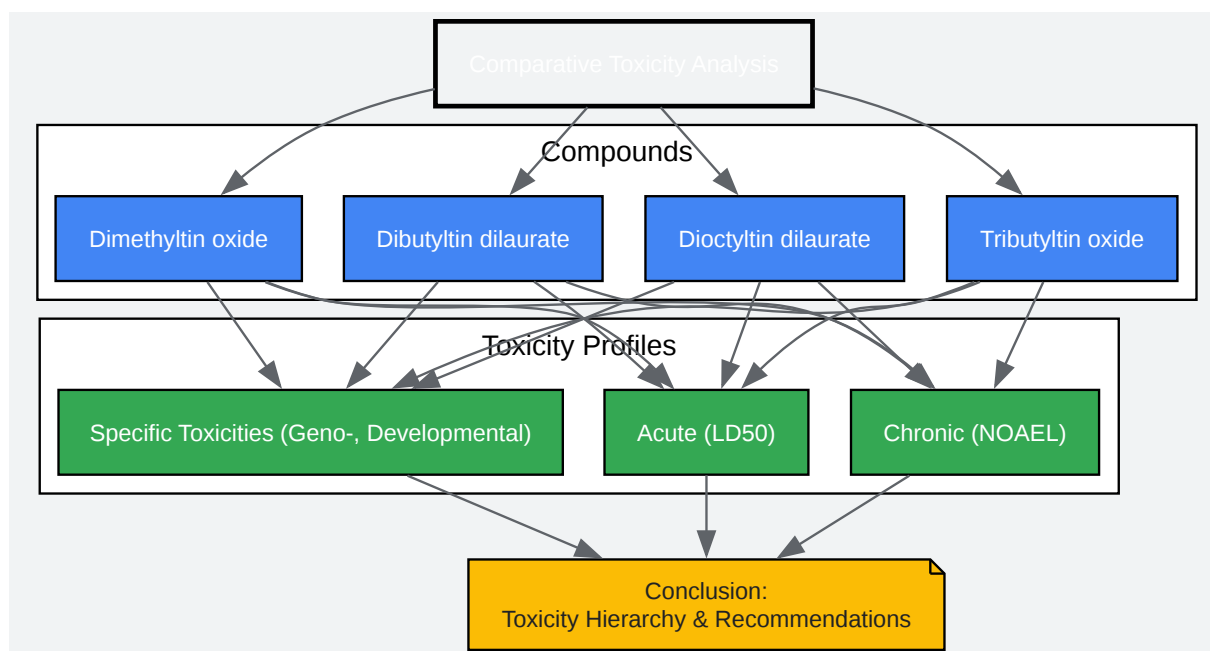 Comparative Toxicity Analysis
Compounds
Dimethyltin oxide
Dibutyltin dilaurate
Dioctyltin dilaurate
Tributyltin oxide
Toxicity Profiles
Specific Toxicities (Geno-, Developmental)
Acute (LD50)
Chronic (NOAEL)
Conclusion:
Toxicity Hierarchy & Recommendations